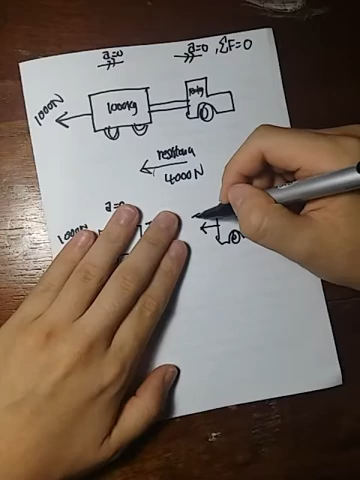 a=0 a=0 , ΣF=0
1000N 1000kg
resistance
4000N
a=0
1000N